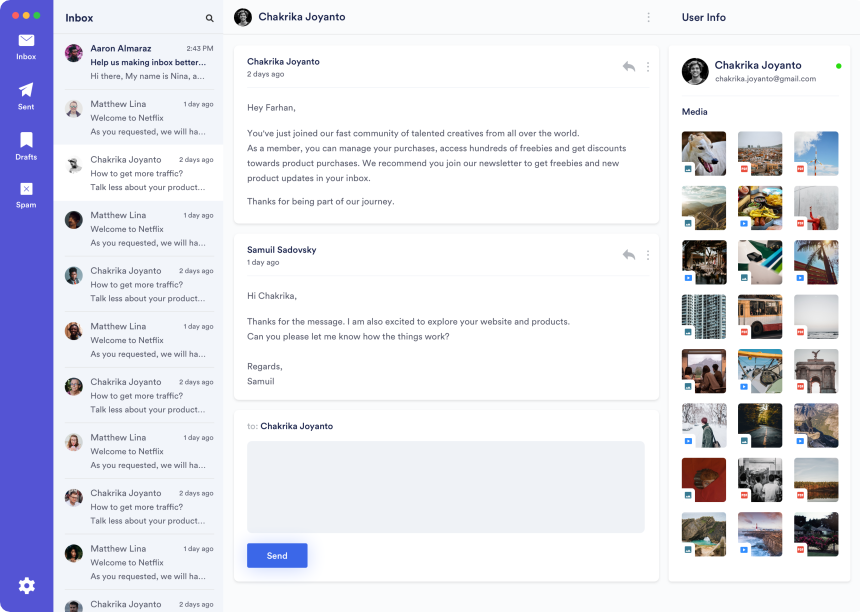 Inbox
Sent
Drafts
Spam
Inbox
Aaron Almaraz 2:43 PM
Help us making inbox better...
Hi there, My name is Nina, a...
Matthew Lina 1 day ago
Welcome to Netflix
As you requested, we will ha...
Chakrika Joyanto 2 days ago
How to get more traffic?
Talk less about your product...
Matthew Lina 1 day ago
Welcome to Netflix
As you requested, we will ha...
Chakrika Joyanto 2 days ago
How to get more traffic?
Talk less about your product...
Matthew Lina 1 day ago
Welcome to Netflix
As you requested, we will ha...
Chakrika Joyanto 2 days ago
How to get more traffic?
Talk less about your product...
Matthew Lina 1 day ago
Welcome to Netflix
As you requested, we will ha...
Chakrika Joyanto 2 days ago
How to get more traffic?
Talk less about your product...
Matthew Lina 1 day ago
Welcome to Netflix
As you requested, we will ha...
Chakrika Joyanto 2 days ago
Chakrika Joyanto
Chakrika Joyanto
2 days ago
Hey Farhan,
You've just joined our fast community of talented creatives from all over the world.
As a member, you can manage your purchases, access hundreds of freebies and get discounts
towards product purchases. We recommend you join our newsletter to get freebies and new
product updates in your inbox.
Thanks for being part of our journey.
Samuil Sadovsky
1 day ago
Hi Chakrika,
Thanks for the message. I am also excited to explore your website and products.
Can you please let me know how the things work?
Regards,
Samuil
to: Chakrika Joyanto
Send
User Info
Chakrika Joyanto
chakrika.joyanto@gmail.com
Media